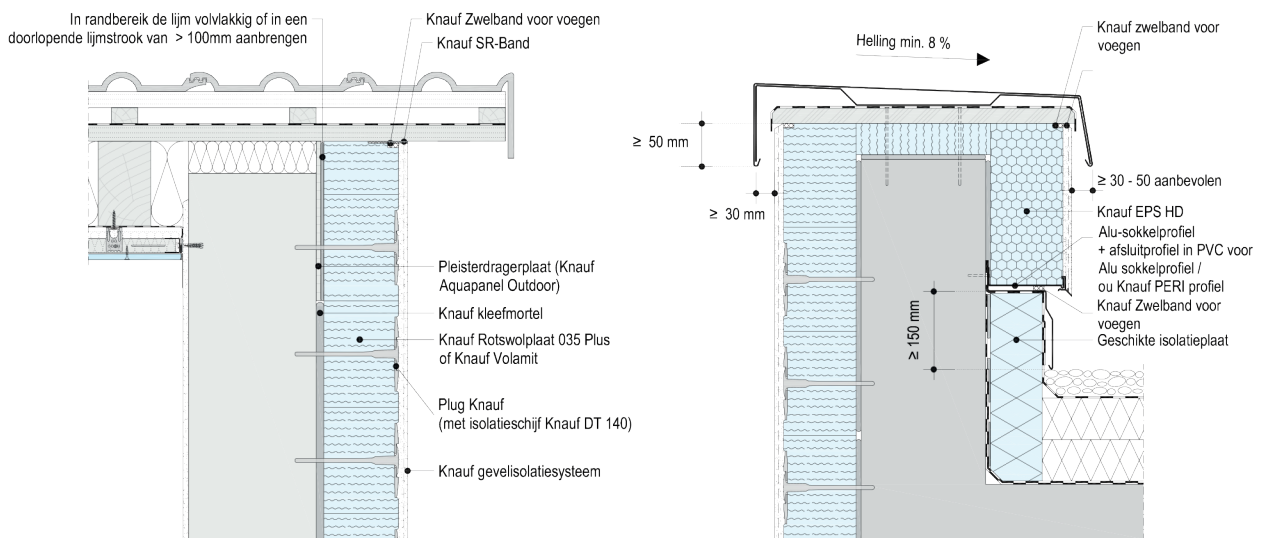 In randbereik de lijm volvlakkig of in een
doorlopende lijmstrook van > 100mm aanbrengen
Knauf Zwelband voor voegen
Knauf SR-Band
Pleisterdragerplaat (Knauf
Aquapanel Outdoor)
Knauf kleefmortel
Knauf Rotswolplaat 035 Plus
of Knauf Volamit
Plug Knauf
(met isolatieschijf Knauf DT 140)
Knauf gevelisolatiesysteem
Helling min. 8 %
Knauf zwelband voor
voegen
≥ 50 mm
≥ 30 mm
≥ 30 - 50 aanbevolen
Knauf EPS HD
Alu-sokkelprofiel
+ afsluitprofiel in PVC voor
Alu sokkelprofiel /
ou Knauf PERI profiel
Knauf Zwelband voor
voegen
Geschikte isolatieplaat
≥ 150 mm